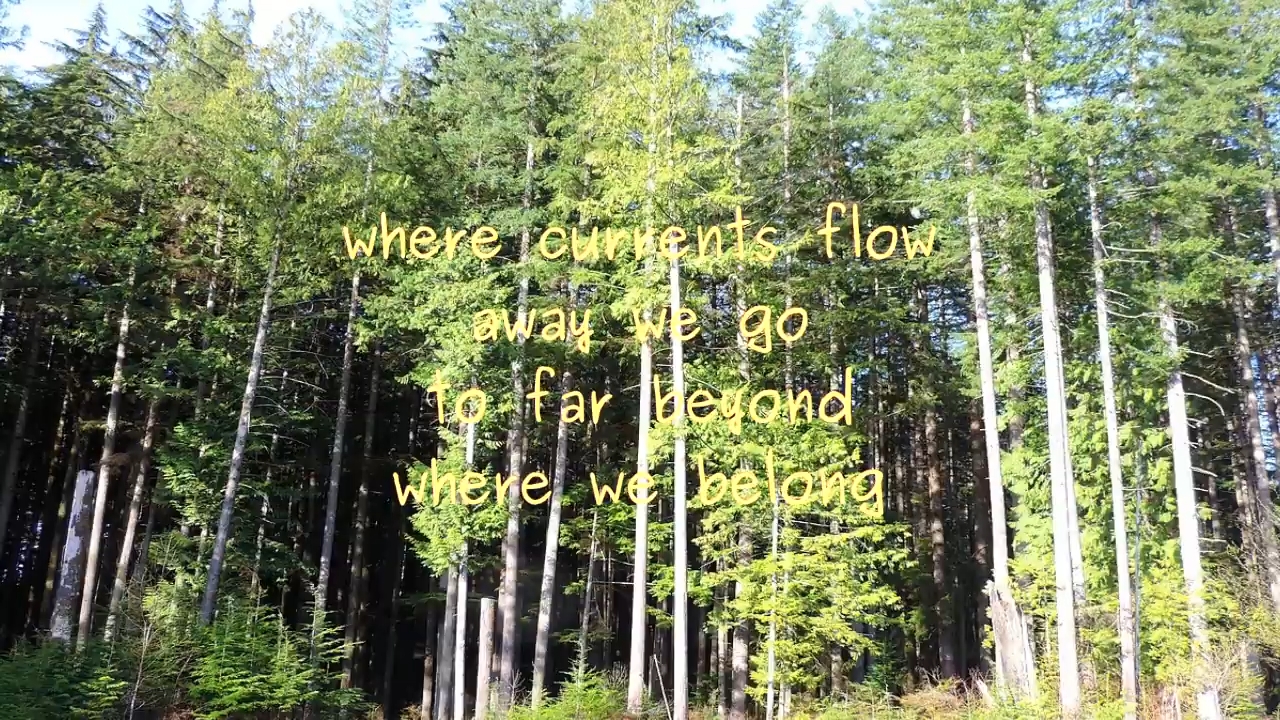 where currents flow
away we go
to far beyond
where we belong